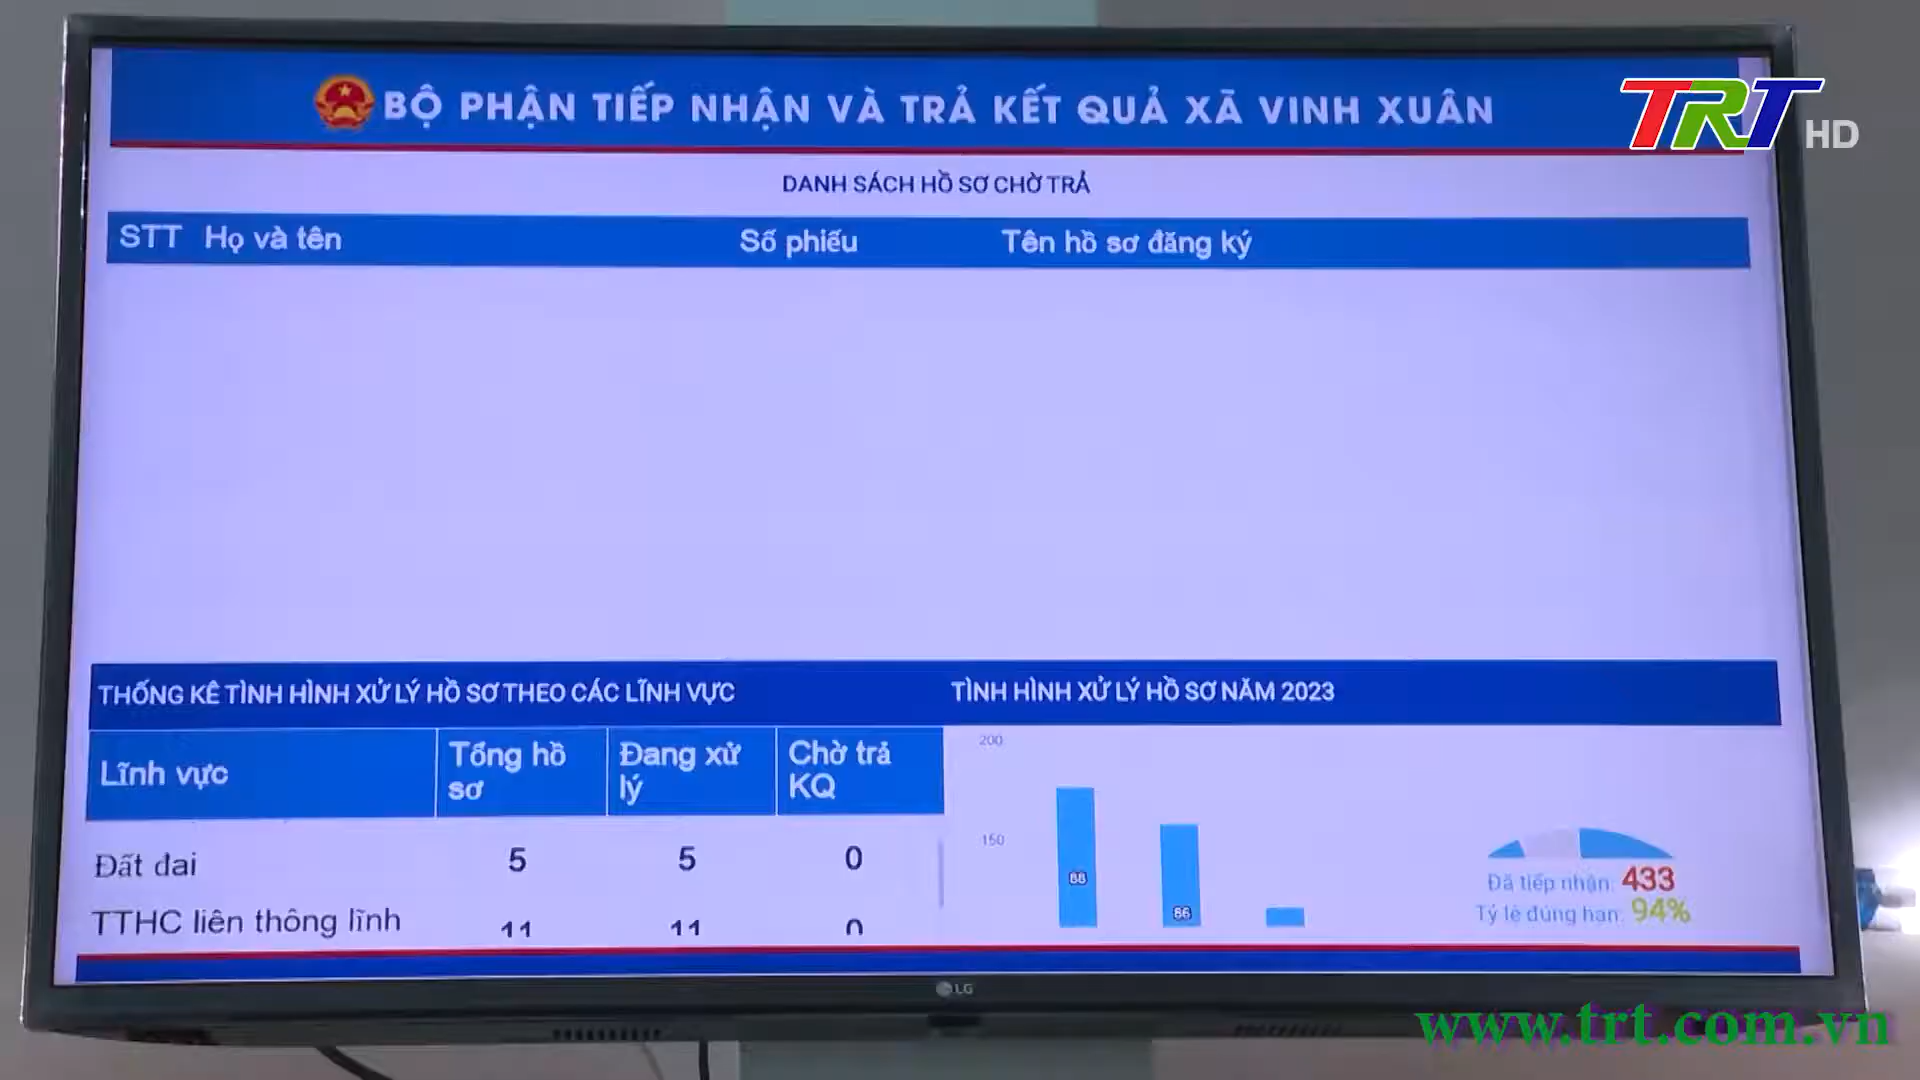 BỘ PHẬN TIẾP NHẬN VÀ TRẢ KẾT QUẢ XÃ VINH XUÂN
TRT HD
DANH SÁCH HỒ SƠ CHỜ TRẢ
STT Họ và tên Số phiếu Tên hồ sơ đăng ký
THỐNG KÊ TÌNH HÌNH XỬ LÝ HỒ SƠ THEO CÁC LĨNH VỰC
TÌNH HÌNH XỬ LÝ HỒ SƠ NĂM 2023
Lĩnh vực
Tổng hồ
sơ
Đang xử
lý
Chờ trả
KQ
Đất đai 5 5 0
TTHC liên thông lĩnh 11 11 0
200
150
88
86
Đã tiếp nhận: 433
Tỷ lệ đúng hạn: 94%
LG
www.trt.com.vn